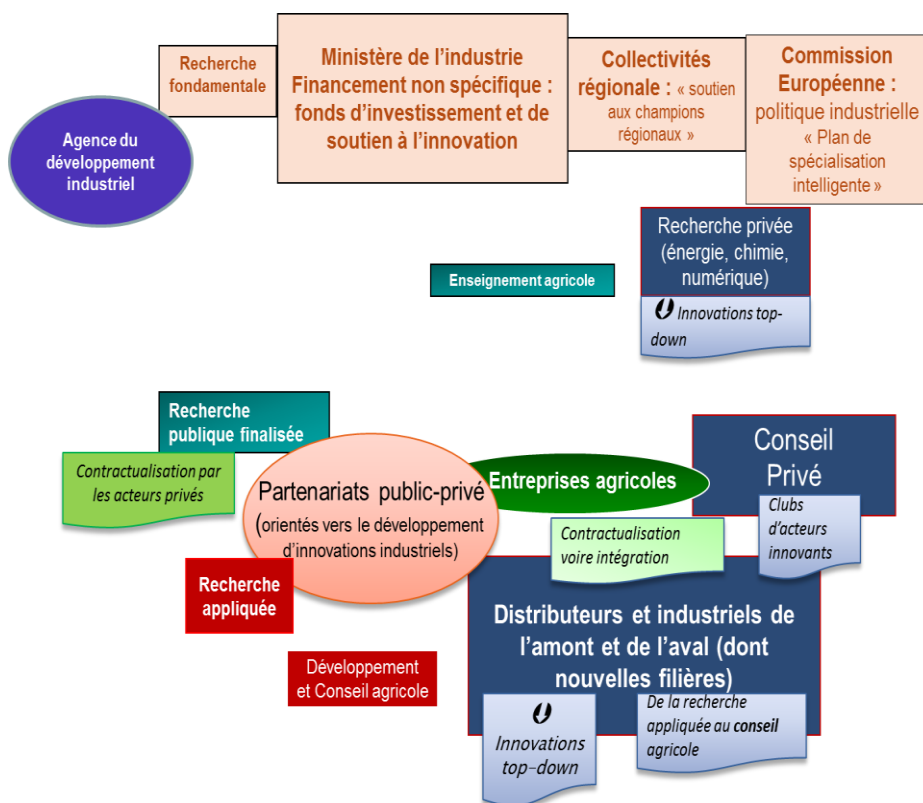 Recherche
fondamentale
Ministère de l’industrie
Financement non spécifique :
fonds d’investissement et de
soutien à l’innovation
Collectivités
régionale : « soutien
aux champions
régionaux »
Commission
Européenne :
politique industrielle
« Plan de
spécialisation
intelligente »
Agence du
développement
industriel
Recherche privée
(énergie, chimie,
numérique)
Enseignement agricole
Innovations top-
down
Recherche
publique finalisée
Contractualisation par
les acteurs privés
Partenariats public-privé
(orientés vers le développement
d’innovations industriels)
Entreprises agricoles
Conseil
Privé
Clubs
d’acteurs
innovants
Contractualisation
voire intégration
Recherche
appliquée
Distributeurs et industriels de
l’amont et de l’aval (dont
nouvelles filières)
Développement
et Conseil agricole
Innovations
top-down
De la recherche
appliquée au conseil
agricole